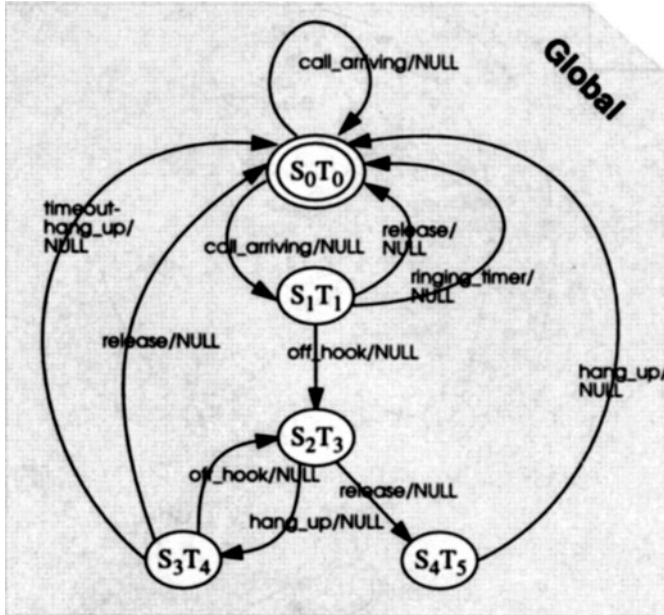 call_arriving/NULL
Global
S₀T₀
timeout-
hang_up/
NULL
call_arriving/NULL
release/
NULL
S₁T₁
ringing_timer/
NULL
release/NULL
off_hook/NULL
hang_up/
NULL
S₂T₃
off_hook/NULL
release/NULL
hang_up/NULL
S₃T₄
S₄T₅